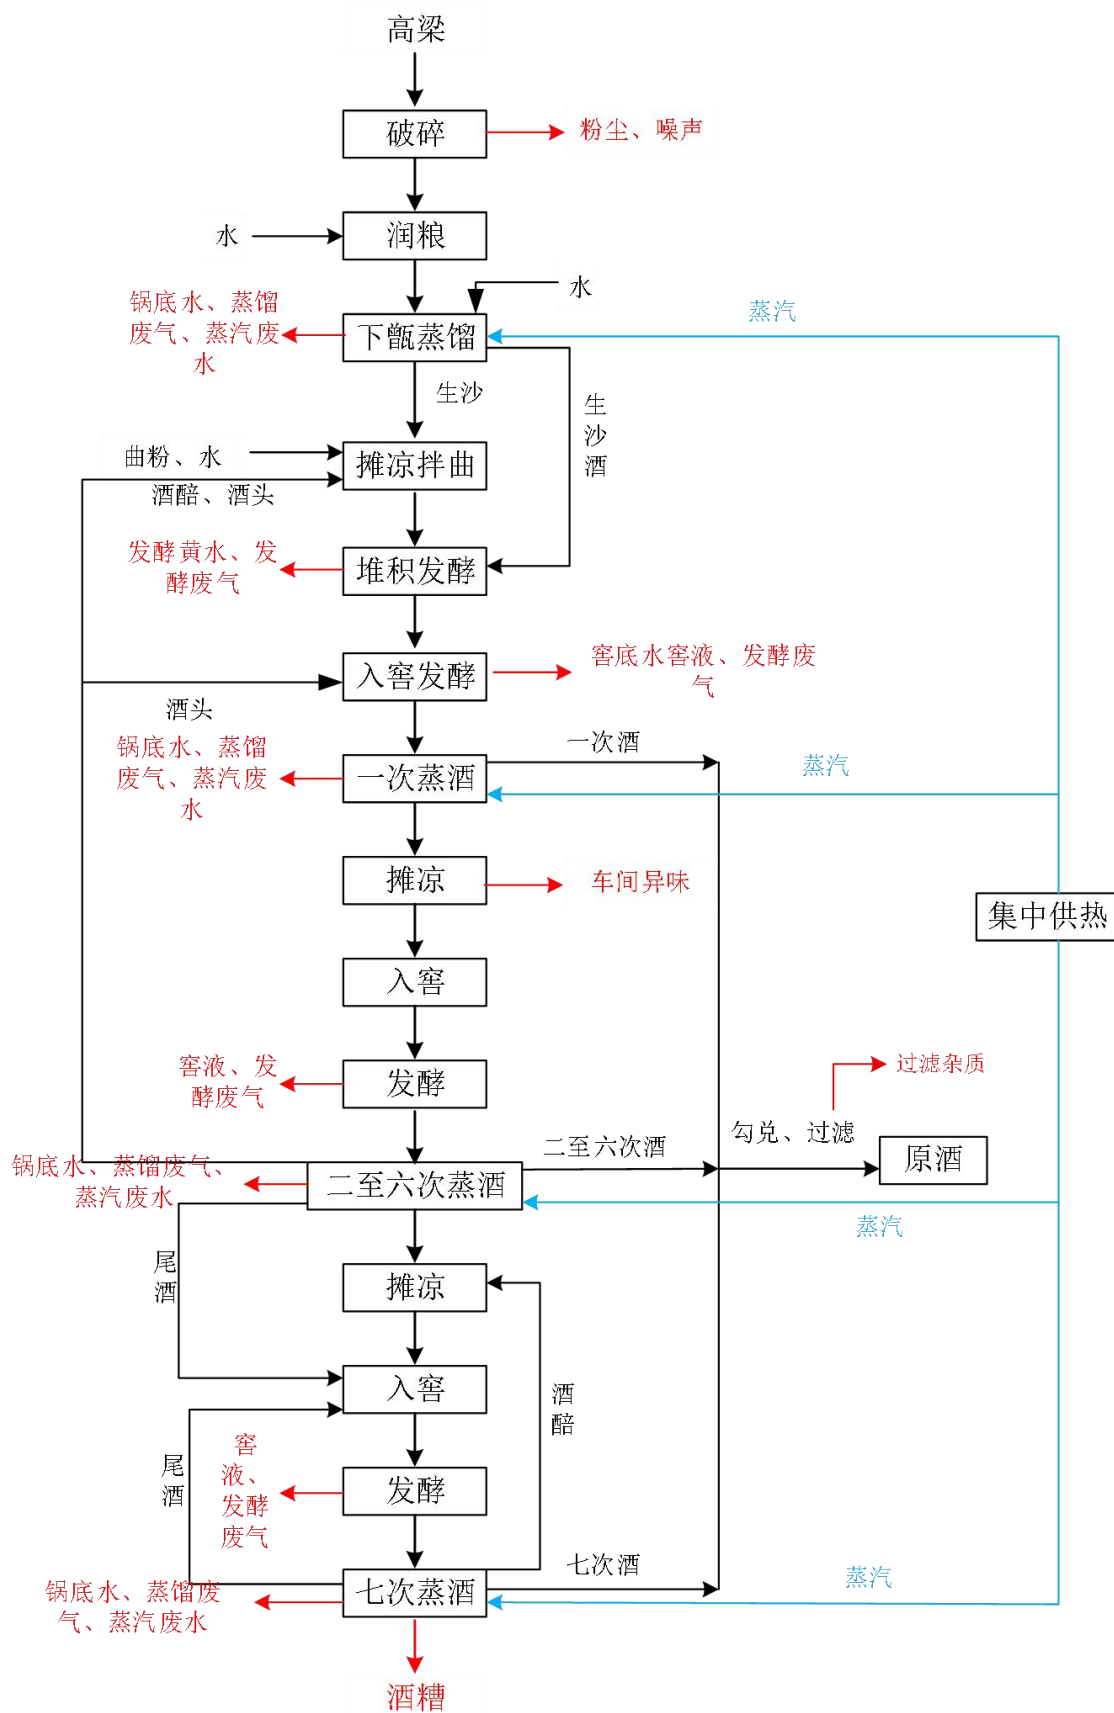 高粱
破碎
粉尘、噪声
水
润粮
水
锅底水、蒸馏
废气、蒸汽废
水
下甑蒸馏
蒸汽
生沙
生
沙
酒
曲粉、水
摊凉拌曲
酒醅、酒头
发酵黄水、发
酵废气
堆积发酵
入窖发酵
窖底水窖液、发酵废
气
酒头
锅底水、蒸馏
废气、蒸汽废
水
一次蒸酒
一次酒
蒸汽
摊凉
车间异味
集中供热
入窖
窖液、发
酵废气
发酵
过滤杂质
勾兑、过滤
原酒
二至六次酒
锅底水、蒸馏废气、
蒸汽废水
二至六次蒸酒
蒸汽
尾
酒
摊凉
入窖
酒
醅
尾
酒
窖
液、
发酵
废气
发酵
七次酒
蒸汽
锅底水、蒸馏废
气、蒸汽废水
七次蒸酒
酒糟